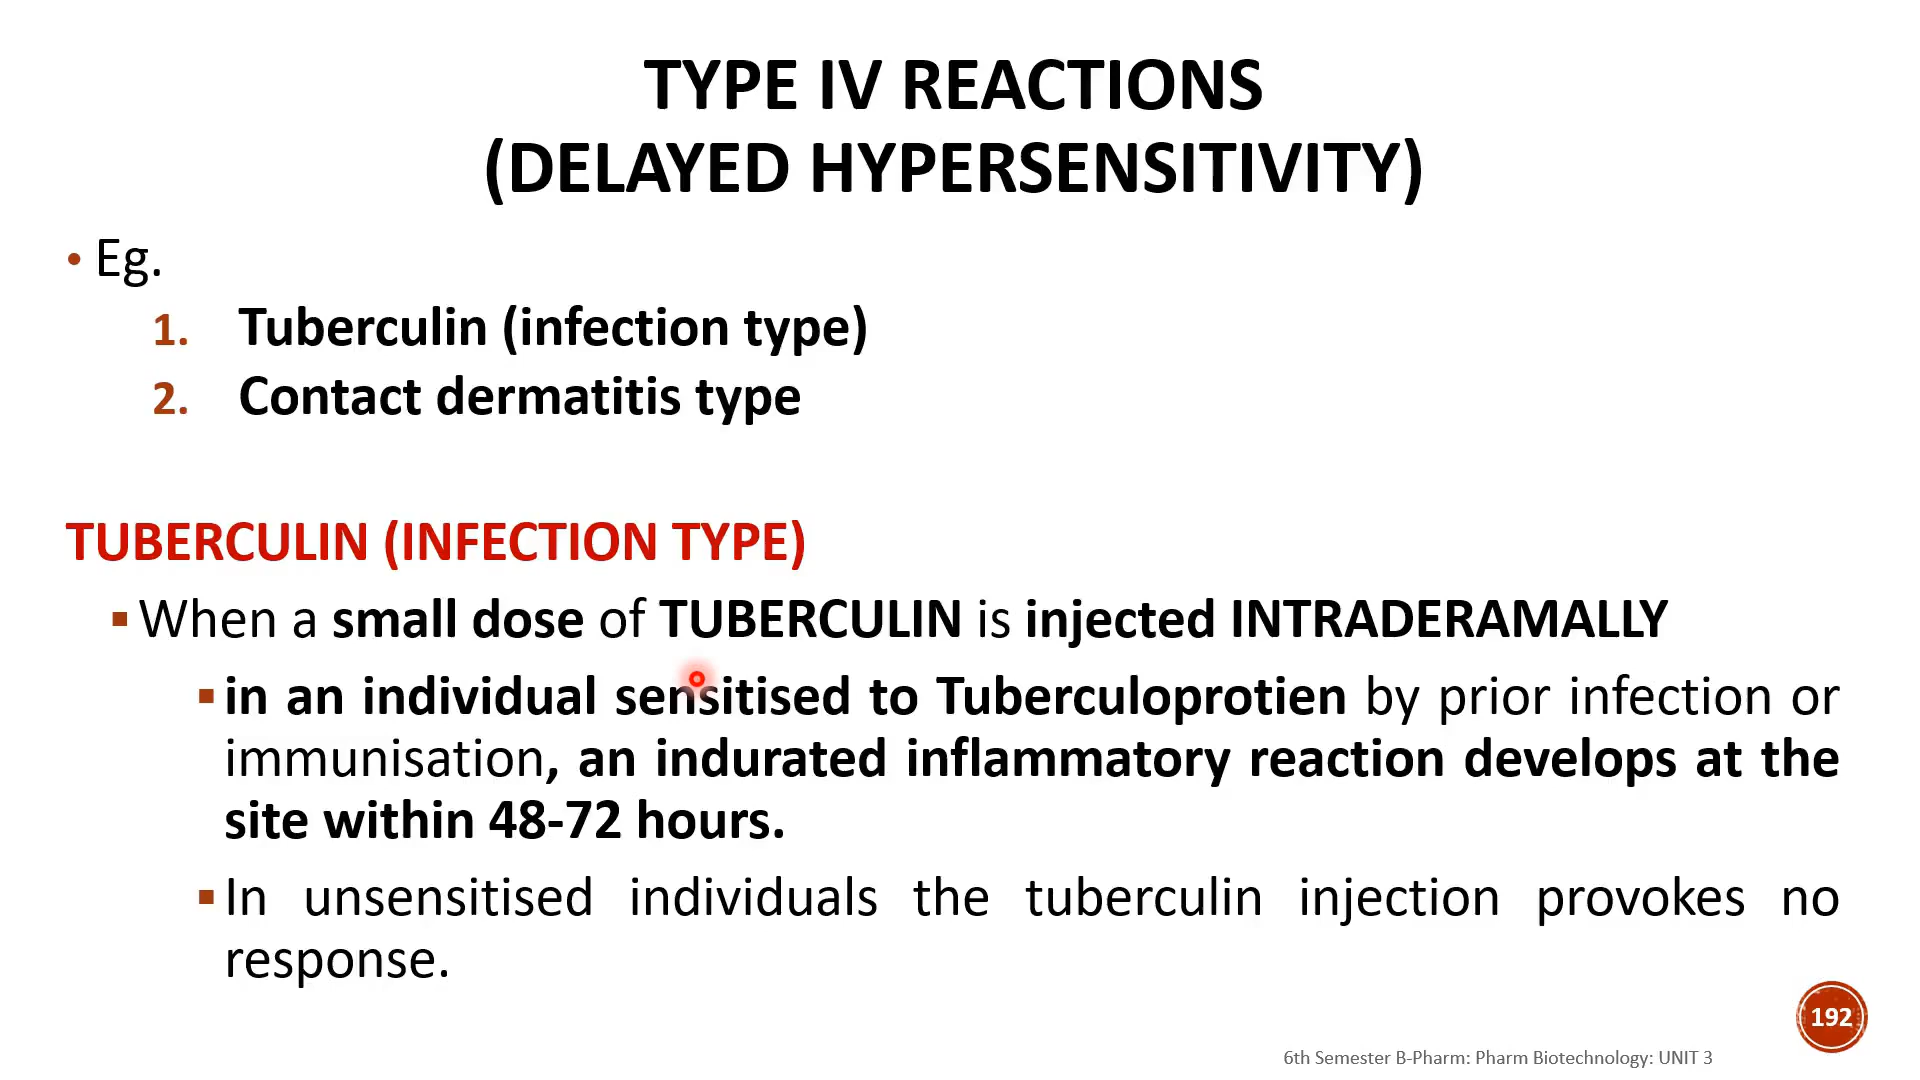 TYPE IV REACTIONS
(DELAYED HYPERSENSITIVITY)
• Eg.
1. Tuberculin (infection type)
2. Contact dermatitis type
TUBERCULIN (INFECTION TYPE)
▪ When a small dose of TUBERCULIN is injected INTRADERAMALLY
▪ in an individual sensitised to Tuberculoprotien by prior infection or
immunisation, an indurated inflammatory reaction develops at the
site within 48-72 hours.
▪ In unsensitised individuals the tuberculin injection provokes no
response.
192
6th Semester B-Pharm: Pharm Biotechnology: UNIT 3